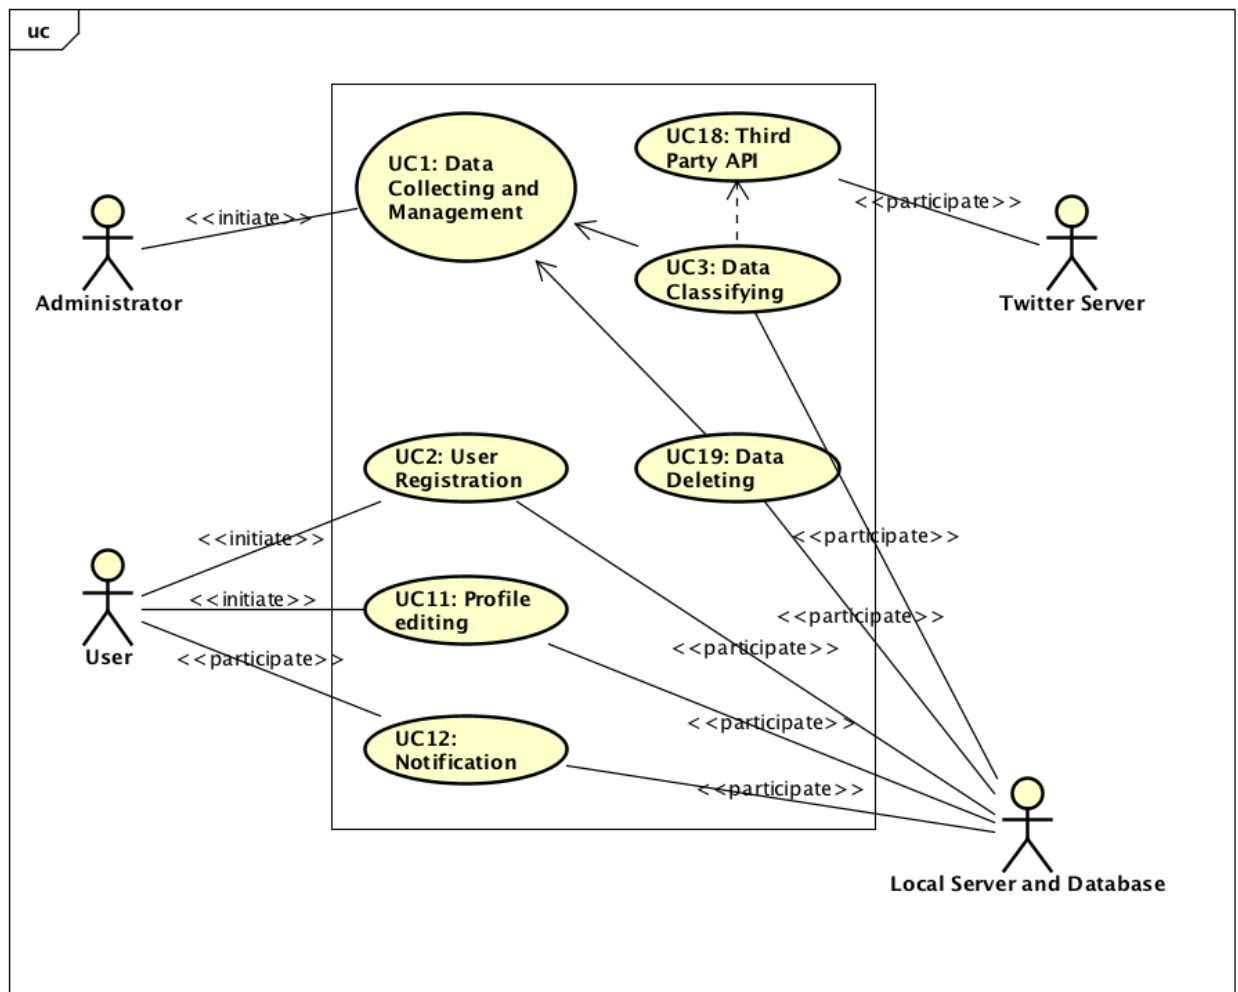 uc
UC1: Data
Collecting and
Management
UC18: Third
Party API
<<initiate>>
<<participate>>
Administrator
UC3: Data
Classifying
Twitter Server
UC2: User
Registration
UC19: Data
Deleting
<<initiate>>
<<participate>>
<<initiate>>
UC11: Profile
editing
<<participate>>
User
<<participate>>
<<participate>>
<<participate>>
UC12:
Notification
<<participate>>
Local Server and Database